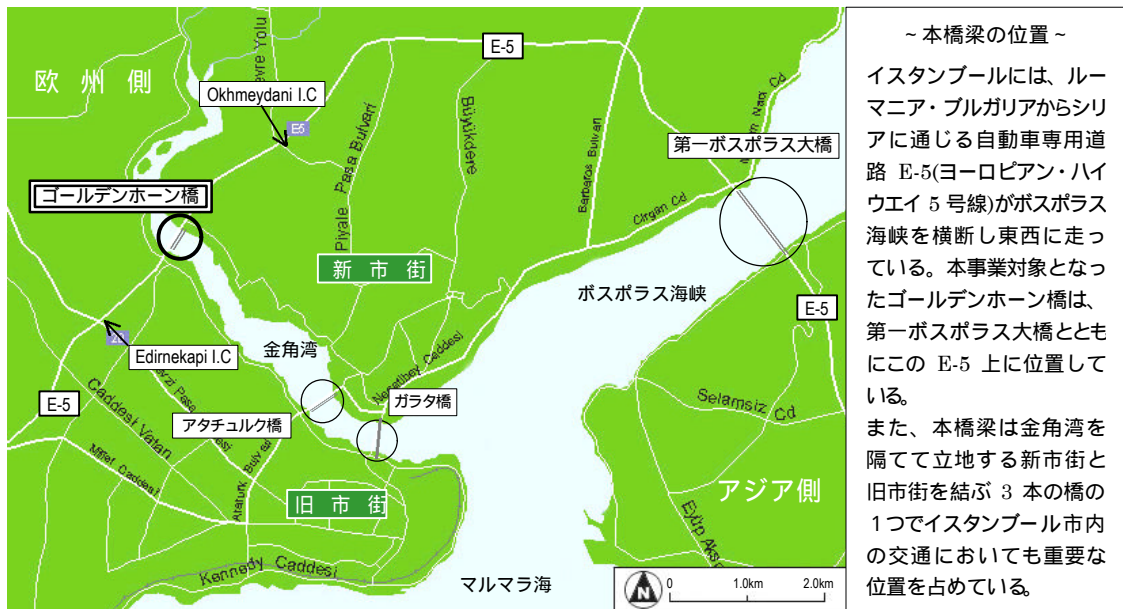 欧州側
E-5
evre Yolu
Okhmeydani I.C
E5
Piyale Pasa Bulvari
Büyükdere
Barbaros Bulvarı
第一ボスポラス大橋
Cd
Cirgan Cd
ゴールデンホーン橋
新市街
ボスポラス海峡
E-5
Edirnekapi I.C
金角湾
Necatibey Caddesi
ガラタ橋
アタチュルク橋
E-5
Caddesi Vatan
Millet Caddesi
Ataturk Bulvarı
旧市街
Selamsiz Cd
アジア側
Eyüp Akso
Kennedy Caddesi
マルマラ海
N
0 1.0km 2.0km
~本橋梁の位置~
イスタンブールには、ルー
マニア・ブルガリアからシリ
アに通じる自動車専用道
路 E-5(ヨーロピアン・ハイ
ウエイ 5 号線)がボスポラス
海峡を横断し東西に走っ
ている。本事業対象となっ
たゴールデンホーン橋は、
第一ボスポラス大橋ととも
にこの E-5 上に位置して
いる。
また、本橋梁は金角湾を
隔てて立地する新市街と
旧市街を結ぶ 3 本の橋の
1つでイスタンブール市内
の交通においても重要な
位置を占めている。